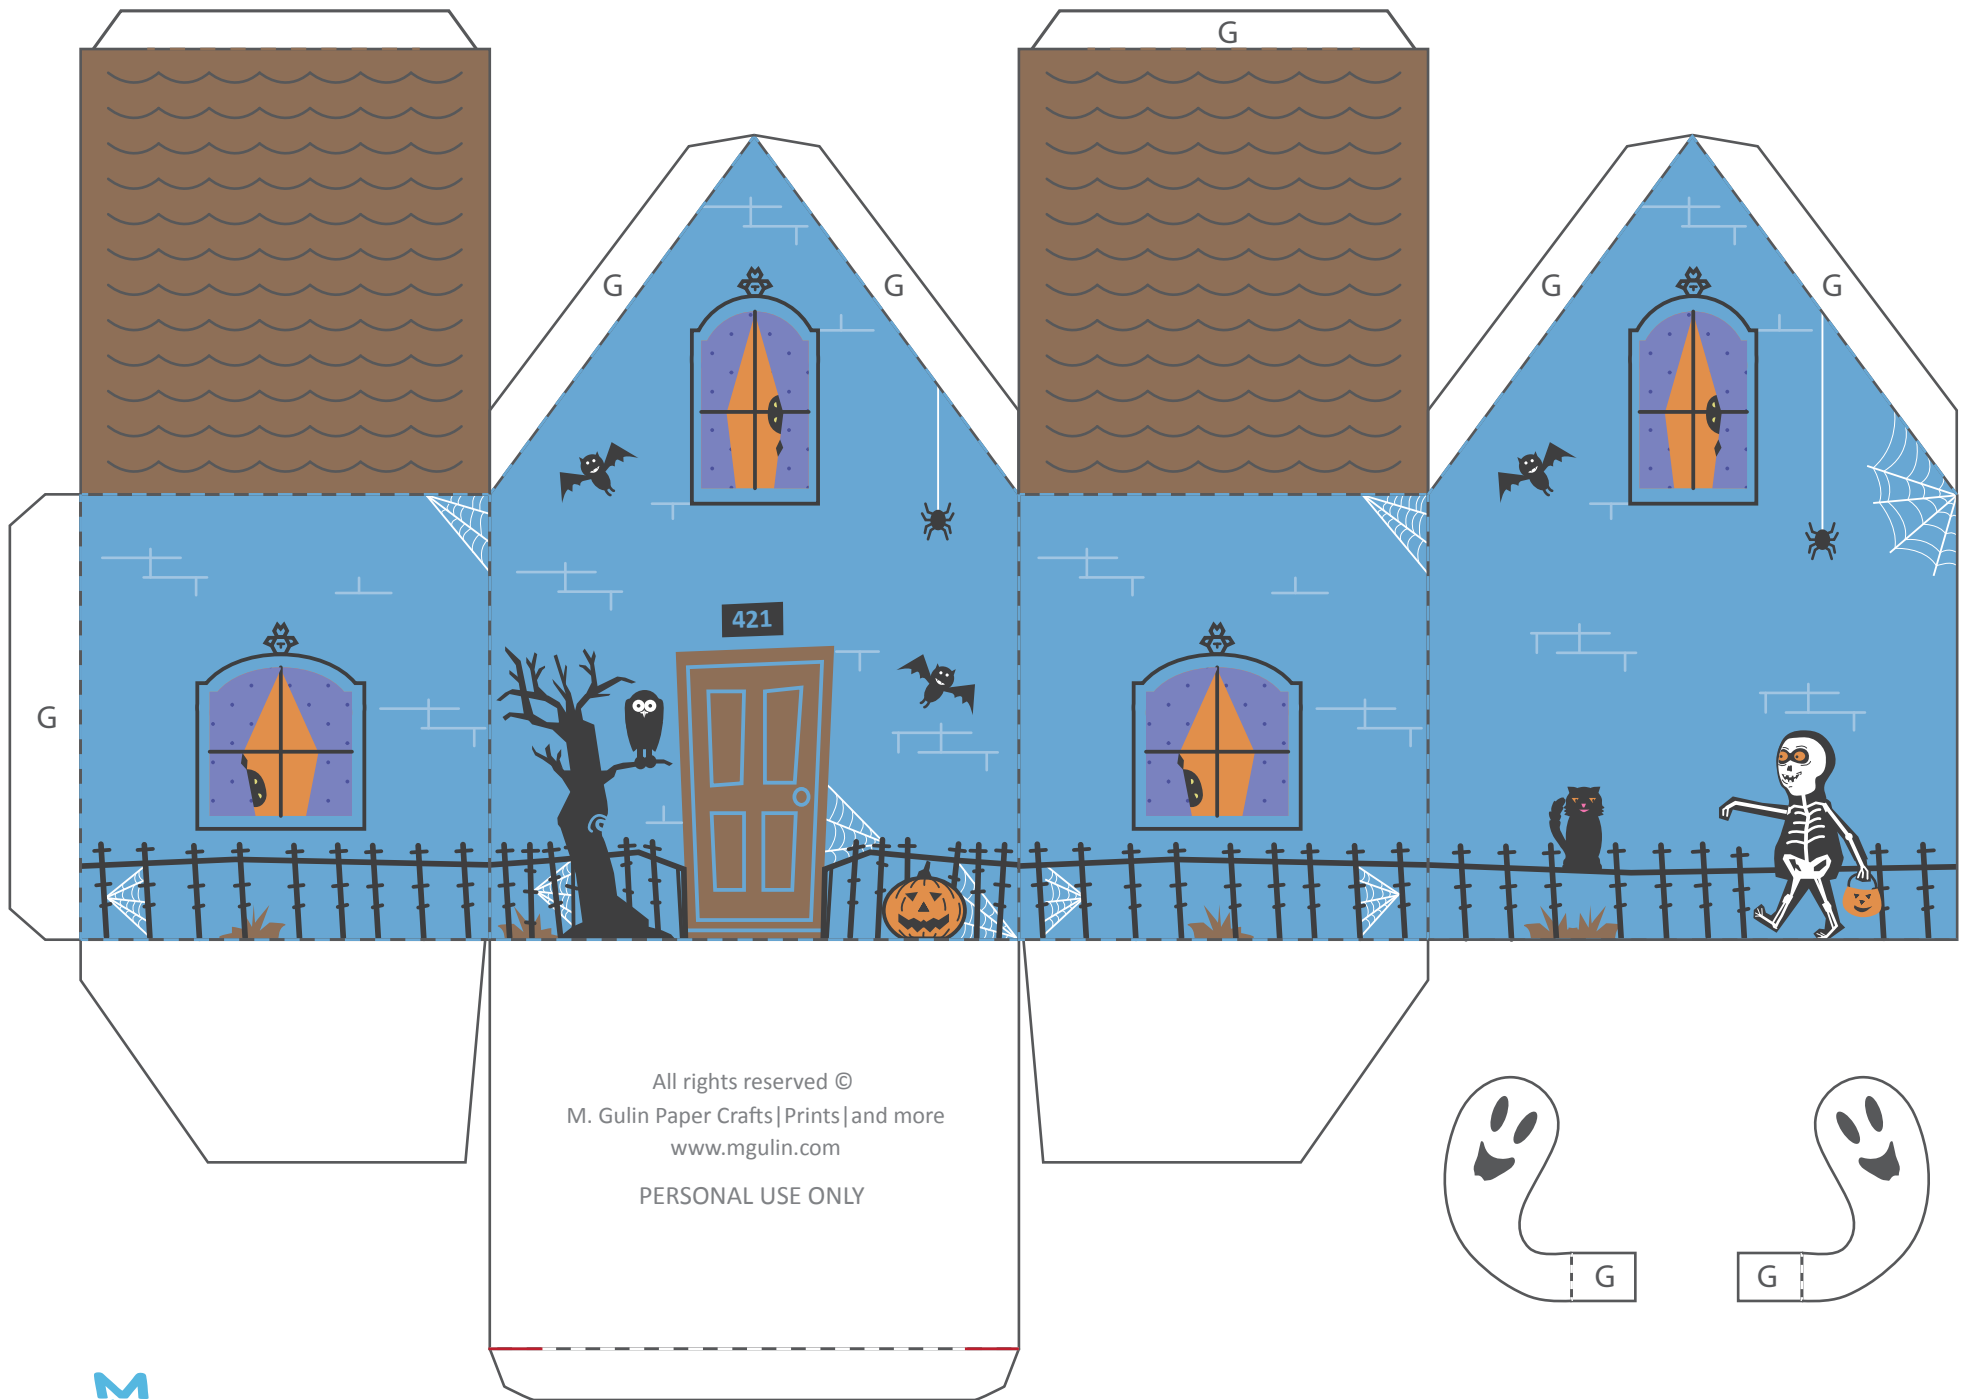 G
G
G
G
G
G
421
G
All rights reserved ©
M. Gulin Paper Crafts|Prints|and more
www.mgulin.com
PERSONAL USE ONLY
G
G
M